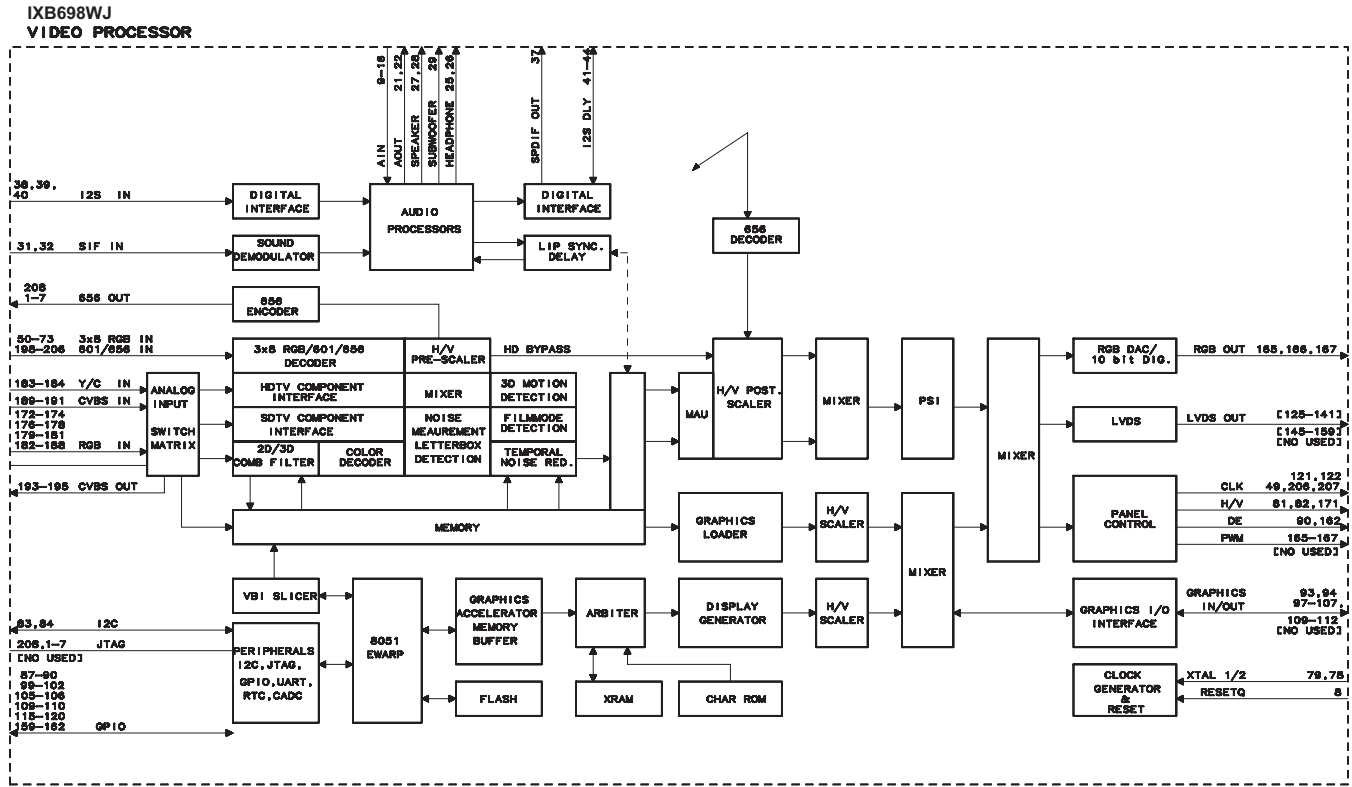 IXB698WJ
VIDEO PROCESSOR
AIN 9-16
AOUT 21,22
SPEAKER 27,28
SUBWOOFER 29
HEADPHONE 25,26
SPDIF OUT 37
I2S DLY 41-44
38,39,
40 I2S IN
DIGITAL
INTERFACE
AUDIO
PROCESSORS
DIGITAL
INTERFACE
31,32 SIF IN
SOUND
DEMODULATOR
LIP SYNC.
DELAY
656
DECODER
208
1-7 656 OUT
656
ENCODER
50-73 3x8 RGB IN
198-206 601/656 IN
3x8 RGB/601/656
DECODER
H/V
PRE-SCALER
HD BYPASS
RGB DAC/
10 bit DIG.
RGB OUT 165,166,167
183-184 Y/C IN
189-191 CVBS IN
172-174
176-178
179-181
182-188 RGB IN
193-195 CVBS OUT
ANALOG
INPUT
SWITCH
MATRIX
HDTV COMPONENT
INTERFACE
MIXER
3D MOTION
DETECTION
SDTV COMPONENT
INTERFACE
NOISE
MEAUREMENT
LETTERBOX
DETECTION
FILMMODE
DETECTION
2D/3D
COMB FILTER
COLOR
DECODER
TEMPORAL
NOISE RED.
MAU
H/V POST.
SCALER
MIXER
PSI
MIXER
LVDS
LVDS OUT [125-141]
[145-159]
[NO USED]
MEMORY
GRAPHICS
LOADER
H/V
SCALER
MIXER
PANEL
CONTROL
121,122
CLK 49,206,207
H/V 81,82,171
DE 90,162
PWM 165-167
[NO USED]
VBI SLICER
8051
EWARP
GRAPHICS
ACCELERATOR
MEMORY
BUFFER
ARBITER
DISPLAY
GENERATOR
H/V
SCALER
GRAPHICS I/O
INTERFACE
GRAPHICS 93,94
IN/OUT 97-107,
109-112
[NO USED]
83,84 I2C
206,1-7 JTAG
[NO USED]
87-90
99-102
105-106
109-110
115-120
159-162 GPIO
PERIPHERALS
I2C,JTAG,
GPIO,UART,
RTC,CADC
FLASH
XRAM
CHAR ROM
CLOCK
GENERATOR
&
RESET
XTAL 1/2 79,78
RESETQ 8